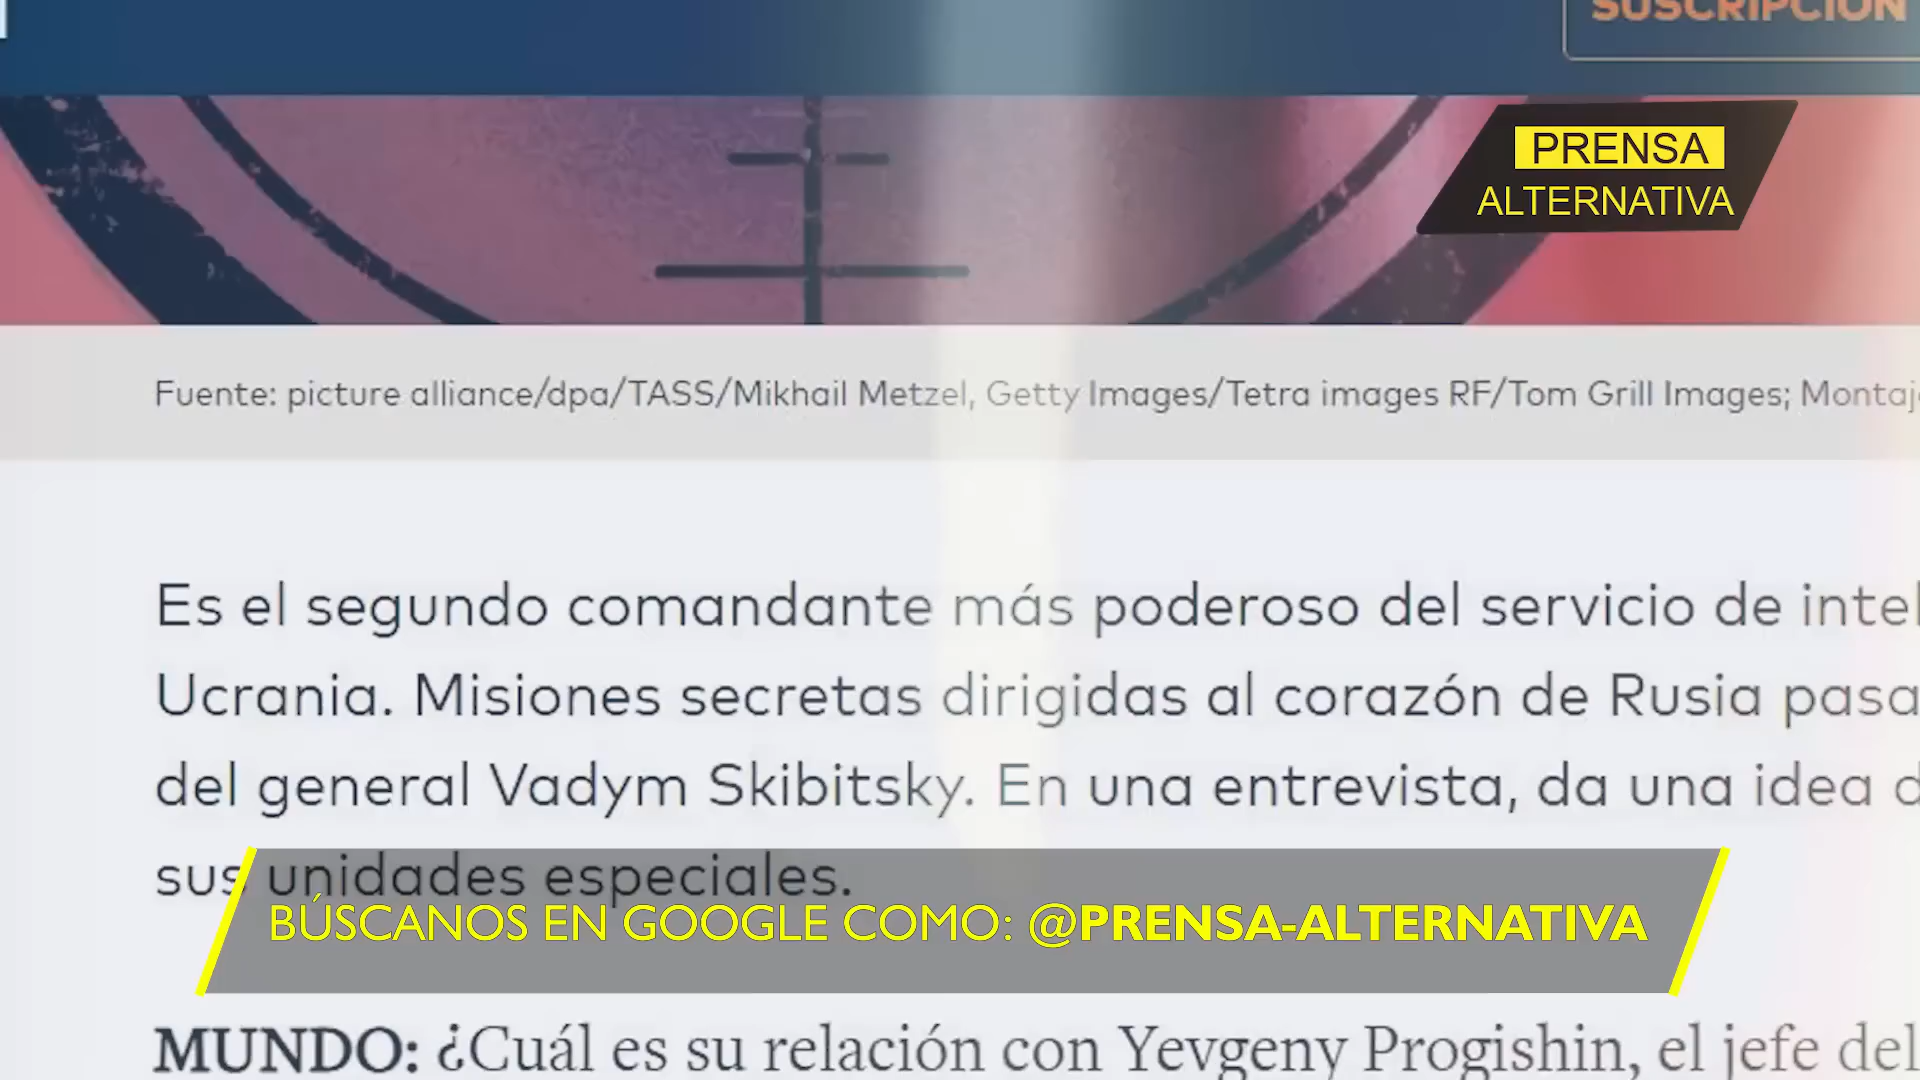 SUSCRIPCIÓN
PRENSA
ALTERNATIVA
Fuente: picture alliance/dpa/TASS/Mikhail Metzel, Getty Images/Tetra images RF/Tom Grill Images;
Es el segundo comandante más poderoso del servicio de
Ucrania. Misiones secretas dirigidas al corazón de Rusia
del general Vadym Skibitsky. En una entrevista, da una idea
sus unidades especiales.
BÚSCANOS EN GOOGLE COMO: @PRENSA-ALTERNATIVA
MUNDO: ¿Cuál es su relación con Yevgeny Progishin, el jefe del